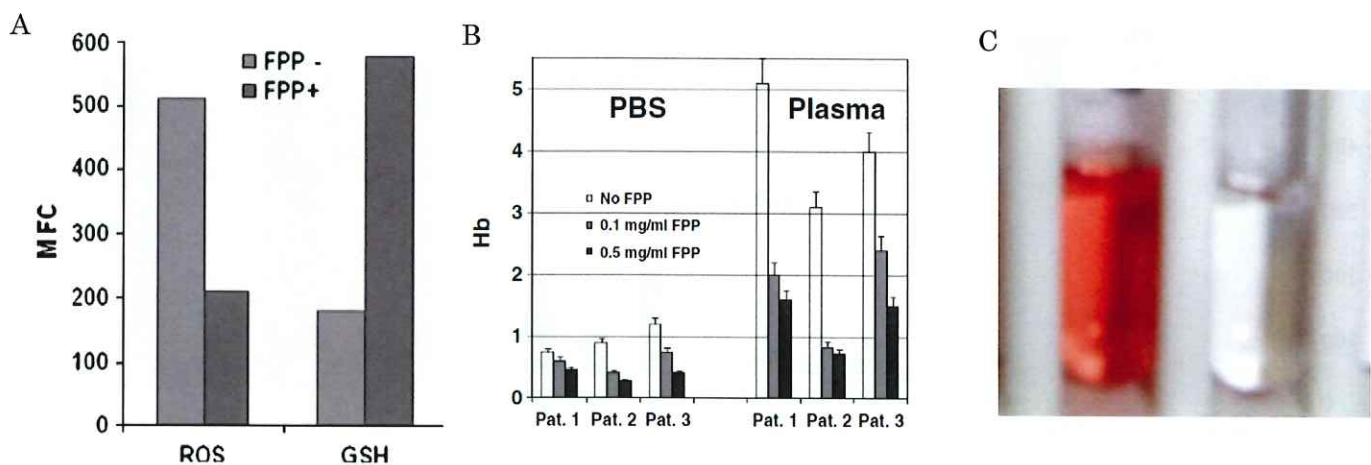 A
MFC
600
500
400
300
200
100
0
FPP -
FPP+
ROS
GSH
B
Hb
5
4
3
2
1
0
PBS
Plasma
No FPP
0.1 mg/ml FPP
0.5 mg/ml FPP
Pat. 1 Pat. 2 Pat. 3
Pat. 1 Pat. 2 Pat. 3
C